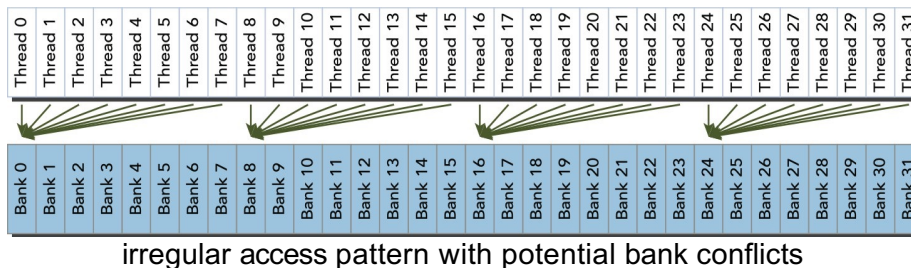 Thread 0
Thread 1
Thread 2
Thread 3
Thread 4
Thread 5
Thread 6
Thread 7
Thread 8
Thread 9
Thread 10
Thread 11
Thread 12
Thread 13
Thread 14
Thread 15
Thread 16
Thread 17
Thread 18
Thread 19
Thread 20
Thread 21
Thread 22
Thread 23
Thread 24
Thread 25
Thread 26
Thread 27
Thread 28
Thread 29
Thread 30
Thread 31
Bank 0
Bank 1
Bank 2
Bank 3
Bank 4
Bank 5
Bank 6
Bank 7
Bank 8
Bank 9
Bank 10
Bank 11
Bank 12
Bank 13
Bank 14
Bank 15
Bank 16
Bank 17
Bank 18
Bank 19
Bank 20
Bank 21
Bank 22
Bank 23
Bank 24
Bank 25
Bank 26
Bank 27
Bank 28
Bank 29
Bank 30
Bank 31
irregular access pattern with potential bank conflicts